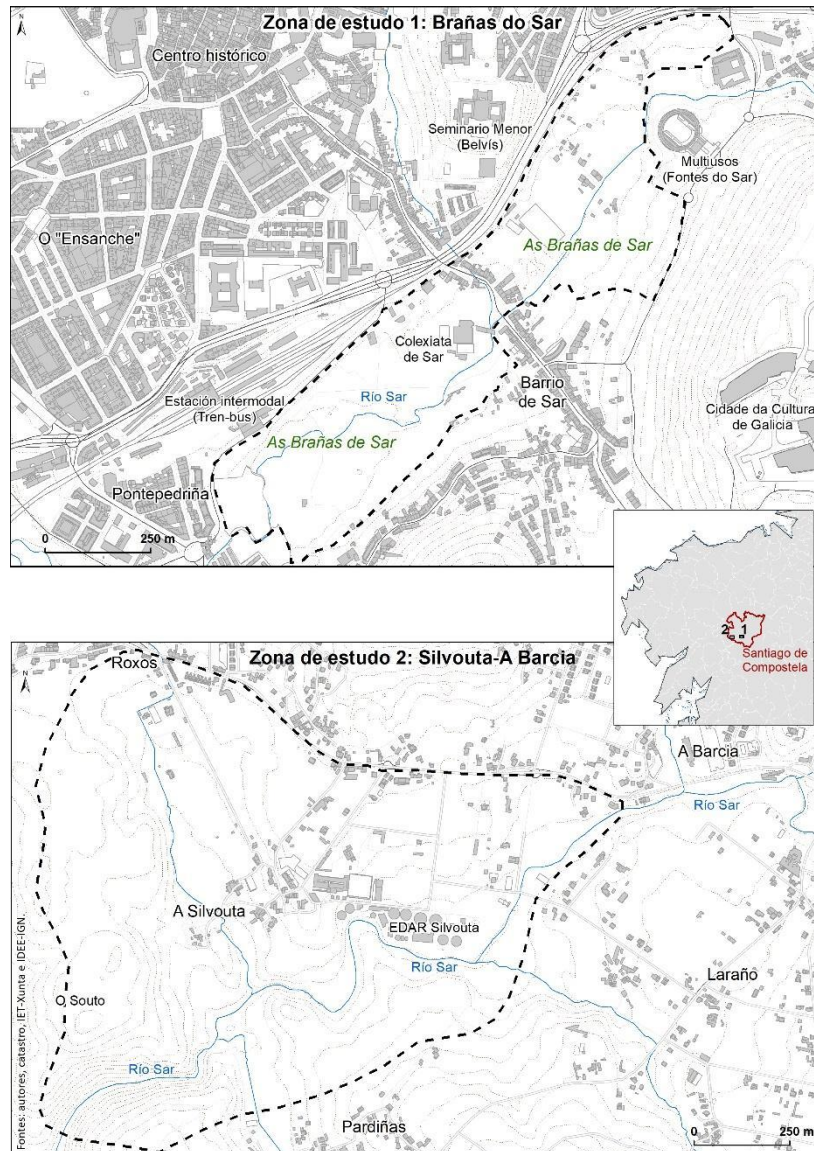 N
Zona de estudo 1: Brañas do Sar
Centro histórico
Seminario Menor
(Belvís)
Multiusos
(Fontes do Sar)
O "Ensanche"
As Brañas de Sar
Colexiata
de Sar
Estación intermodal
(Tren-bus)
Río Sar
Barrio
de Sar
Cidade da Cultura
de Galicia
As Brañas de Sar
Pontepedriña
0 250 m
2 1
Santiago de
Compostela
N
Zona de estudo 2: Silvouta-A Barcia
Roxos
A Barcia
Río Sar
A Silvouta
EDAR Silvouta
Río Sar
Laraño
O Souto
Río Sar
Pardiñas
0 250 m
Fontes: autores, catastro, IET-Xunta e IDEE-IGN.